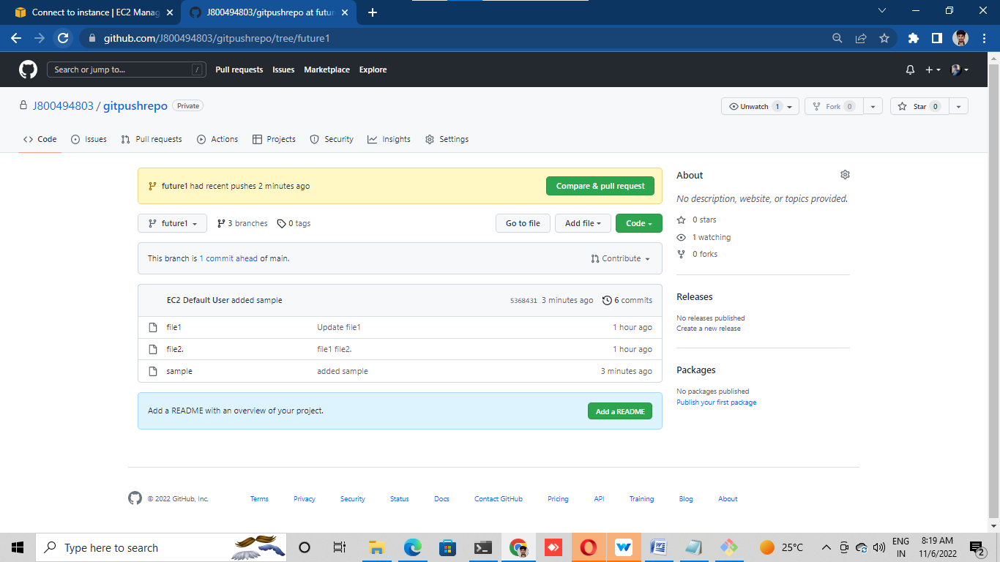 Connect to instance | EC2 Manag
J800494803/gitpushrepo at futur
github.com/J800494803/gitpushrepo/tree/future1
Search or jump to... /
Pull requests Issues Marketplace Explore
J800494803 / gitpushrepo Private
Unwatch 1 Fork 0 Star 0
Code Issues Pull requests Actions Projects Security Insights Settings
future1 had recent pushes 2 minutes ago Compare & pull request
future1 3 branches 0 tags Go to file Add file Code
This branch is 1 commit ahead of main. Contribute
EC2 Default User added sample 5368431 3 minutes ago 6 commits
file1 Update file1 1 hour ago
file2. file1 file2. 1 hour ago
sample added sample 3 minutes ago
Add a README with an overview of your project. Add a README
About
No description, website, or topics provided.
0 stars
1 watching
0 forks
Releases
No releases published
Create a new release
Packages
No packages published
Publish your first package
© 2022 GitHub, Inc. Terms Privacy Security Status Docs Contact GitHub Pricing API Training Blog About
Type here to search
25°C
ENG
IN
8:19 AM
11/6/2022
2